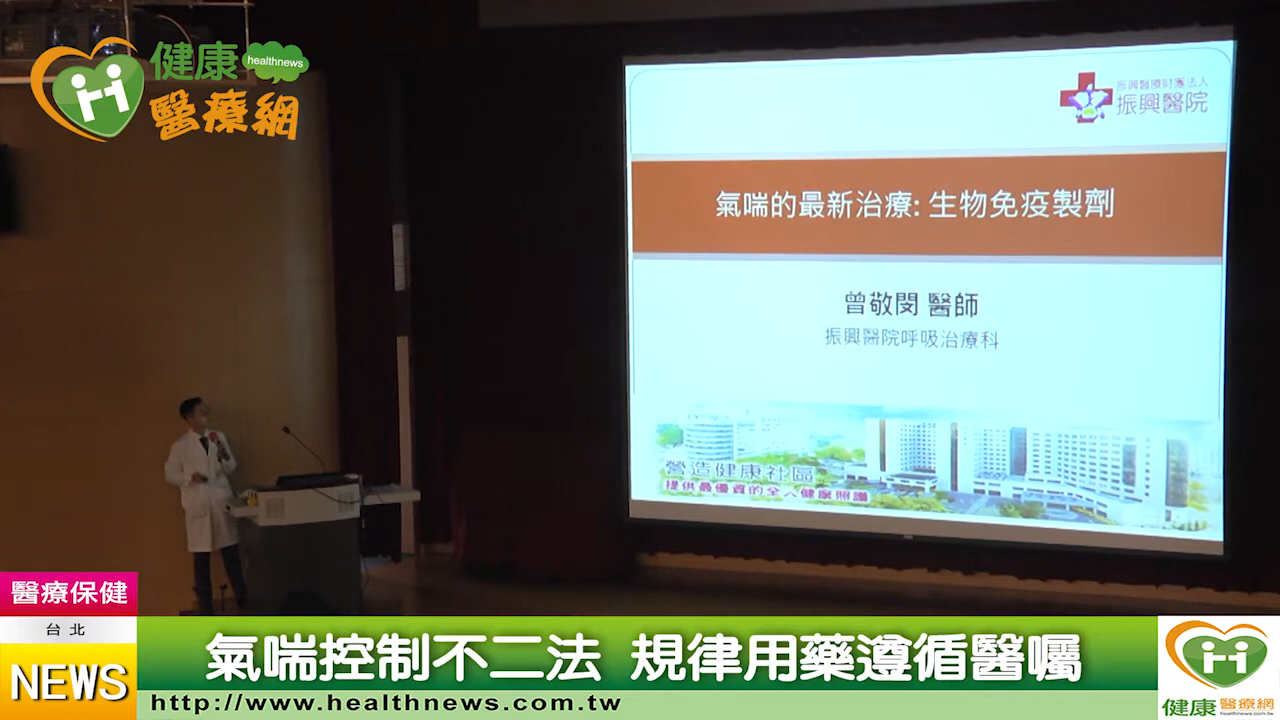 健康
healthnews
醫療網
振興醫療財團法人
振興醫院
氣喘的最新治療: 生物免疫製劑
曾敬閔 醫師
振興醫院呼吸治療科
營造健康社區
提供最優質的全人健康照護
醫療保健
台北
NEWS
氣喘控制不二法 規律用藥遵循醫囑
http://www.healthnews.com.tw
健康 醫療網
healthnews.com.tw